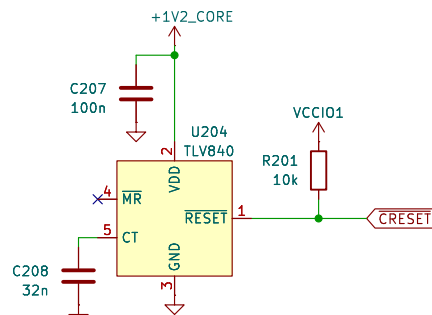 +1V2_CORE
C207
100n
VCCIO1
U204
TLV840
R201
10k
2
VDD
4
MR
RESET
1
CRESET
5
CT
GND
3
C208
32n